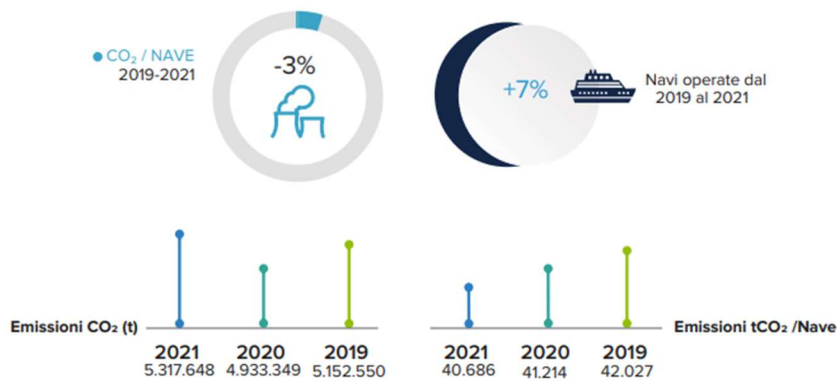 CO₂ / NAVE
2019-2021
-3%
+7%
Navi operate dal
2019 al 2021
Emissioni CO₂ (t)
2021 2020 2019
5.317.648 4.933.349 5.152.550
2021 2020 2019
40.686 41.214 42.027
Emissioni tCO₂ /Nave